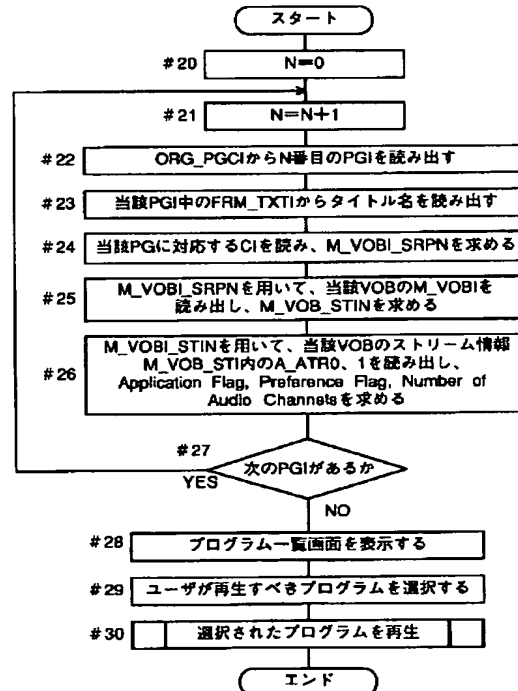 スタート
#20 N=0
#21 N=N+1
#22 ORG_PGCIからN番目のPGIを読み出す
#23 当該PGI中のFRM_TXTIからタイトル名を読み出す
#24 当該PGに対応するCIを読み、M_VOBI_SRPNを求める
#25 M_VOBI_SRPNを用いて、当該VOBのM_VOBIを
読み出し、M_VOB_STINを求める
#26 M_VOBI_STINを用いて、当該VOBのストリーム情報
M_VOB_STI内のA_ATR0、1を読み出し、
Application Flag, Preference Flag, Number of
Audio Channelsを求める
#27 次のPGIがあるか
YES
NO
#28 プログラム一覧画面を表示する
#29 ユーザが再生すべきプログラムを選択する
#30 選択されたプログラムを再生
エンド